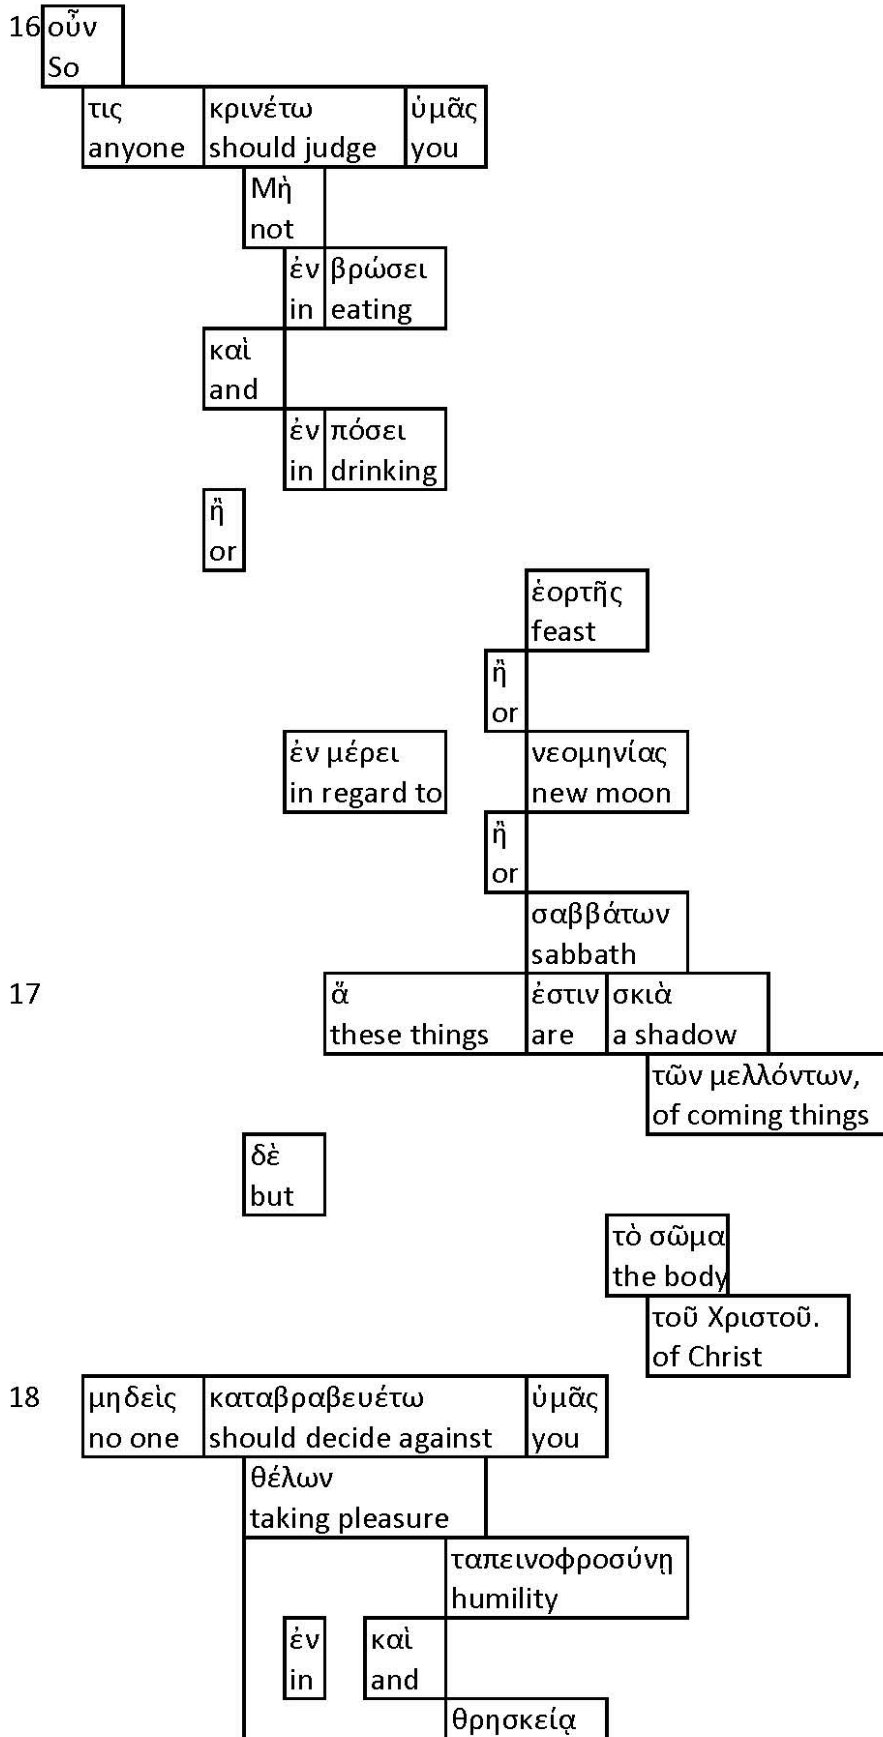 16 οὖν
So
τις κρινέτω ὑμᾶς
anyone should judge you
Μὴ
not
ἐν βρώσει
in eating
καὶ
and
ἐν πόσει
in drinking
ἢ
or
ἑορτῆς
feast
ἢ
or
ἐν μέρει νεομηνίας
in regard to new moon
ἢ
or
σαββάτων
sabbath
17 ἅ ἐστιν σκιὰ
these things are a shadow
τῶν μελλόντων,
of coming things
δὲ
but
τὸ σῶμα
the body
τοῦ Χριστοῦ.
of Christ
18 μηδεὶς καταβραβευέτω ὑμᾶς
no one should decide against you
θέλων
taking pleasure
ταπεινοφροσύνῃ
humility
ἐν καὶ
in and
θρησκείᾳ